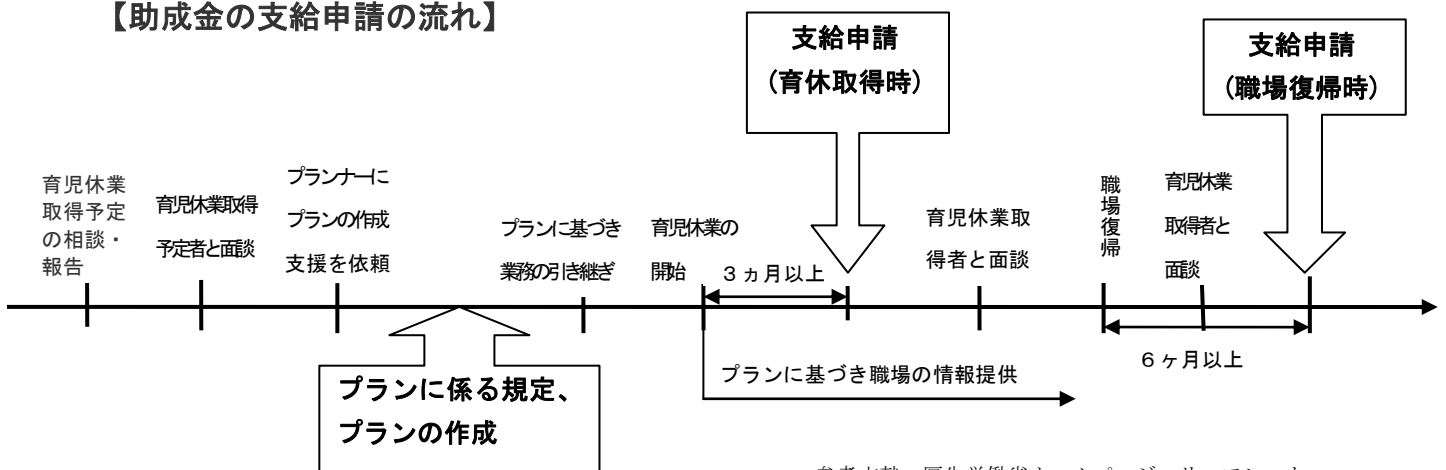 【助成金の支給申請の流れ】
支給申請
(育休取得時)
支給申請
(職場復帰時)
育児休業
取得予定
の相談・
報告
育児休業取得
予定者と面談
プランナーに
プランの作成
支援を依頼
プランに基づき
業務の引き継ぎ
育児休業の
開始
3ヵ月以上
育児休業取
得者と面談
職場復帰
育児休業
取得者と
面談
6ヶ月以上
プランに基づき職場の情報提供
プランに係る規定、
プランの作成